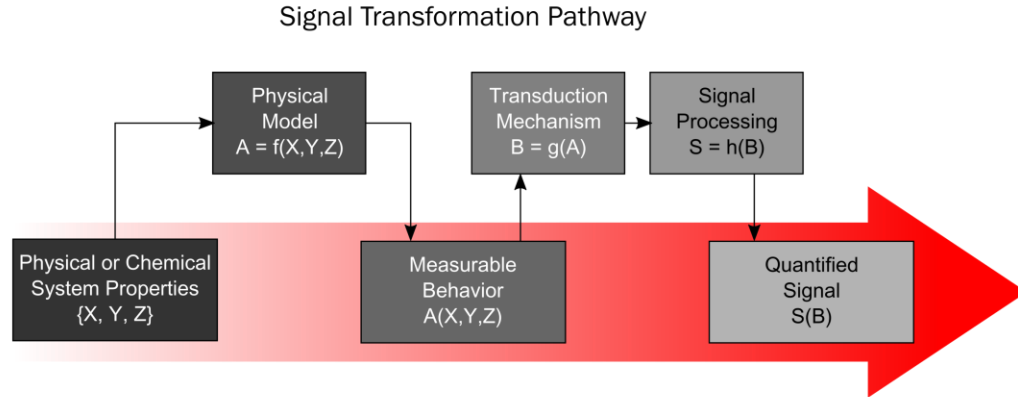 Signal Transformation Pathway
Physical
Model
A = f(X,Y,Z)
Transduction
Mechanism
B = g(A)
Signal
Processing
S = h(B)
Physical or Chemical
System Properties
{X, Y, Z}
Measurable
Behavior
A(X,Y,Z)
Quantified
Signal
S(B)